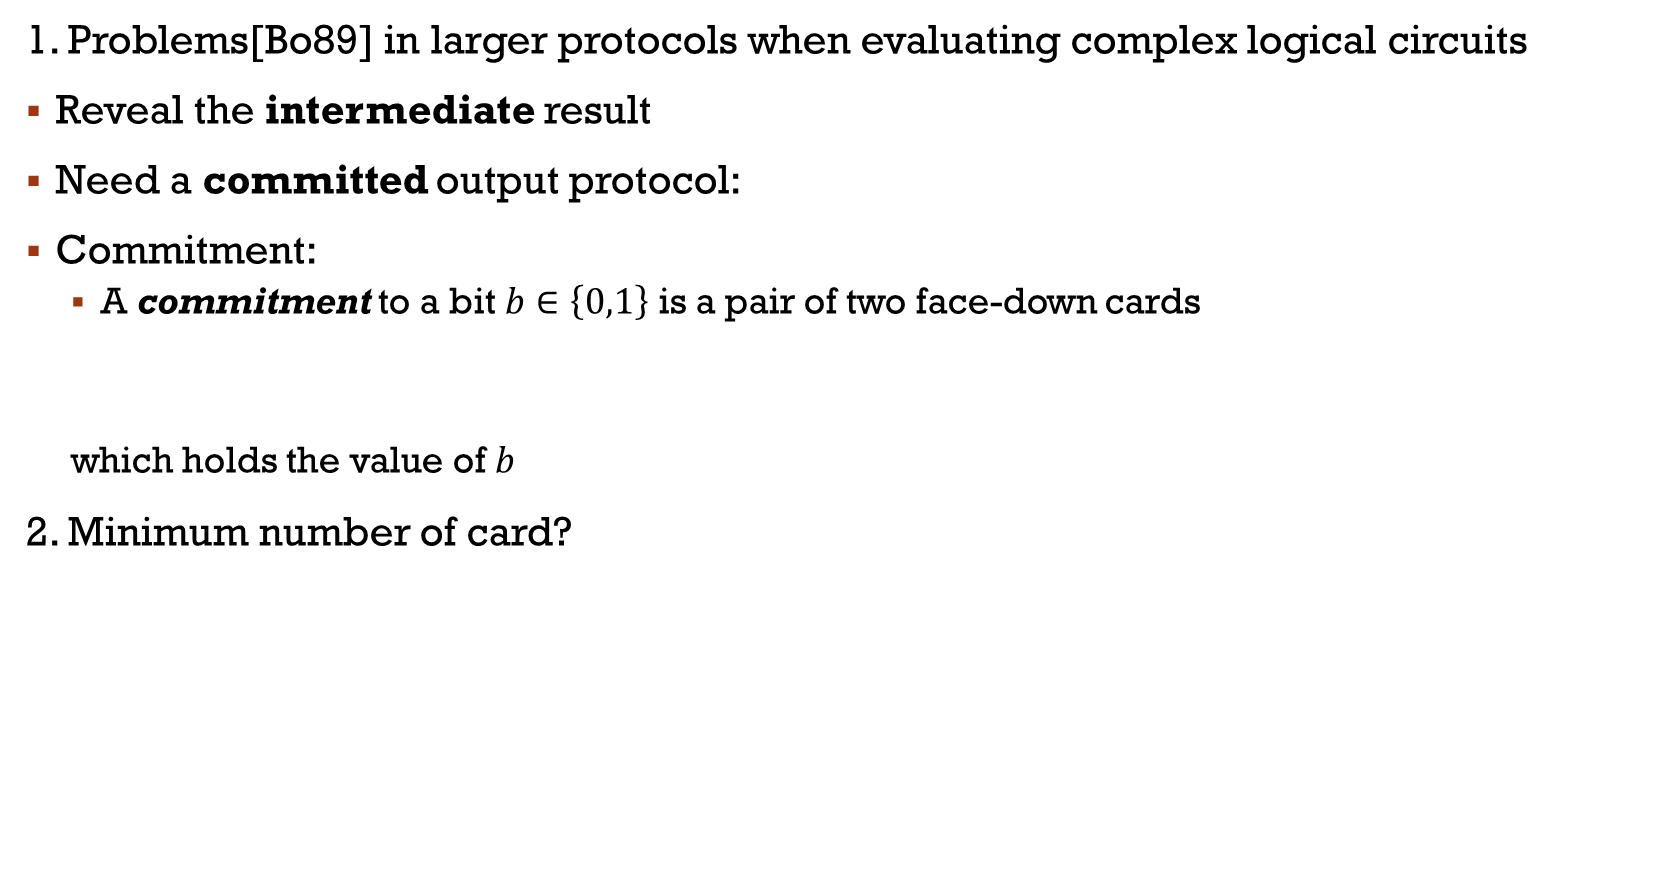 1. Problems[Bo89] in larger protocols when evaluating complex logical circuits
▪ Reveal the intermediate result
▪ Need a committed output protocol:
▪ Commitment:
▪ A commitment to a bit b ∈ {0,1} is a pair of two face-down cards
which holds the value of b
2. Minimum number of card?